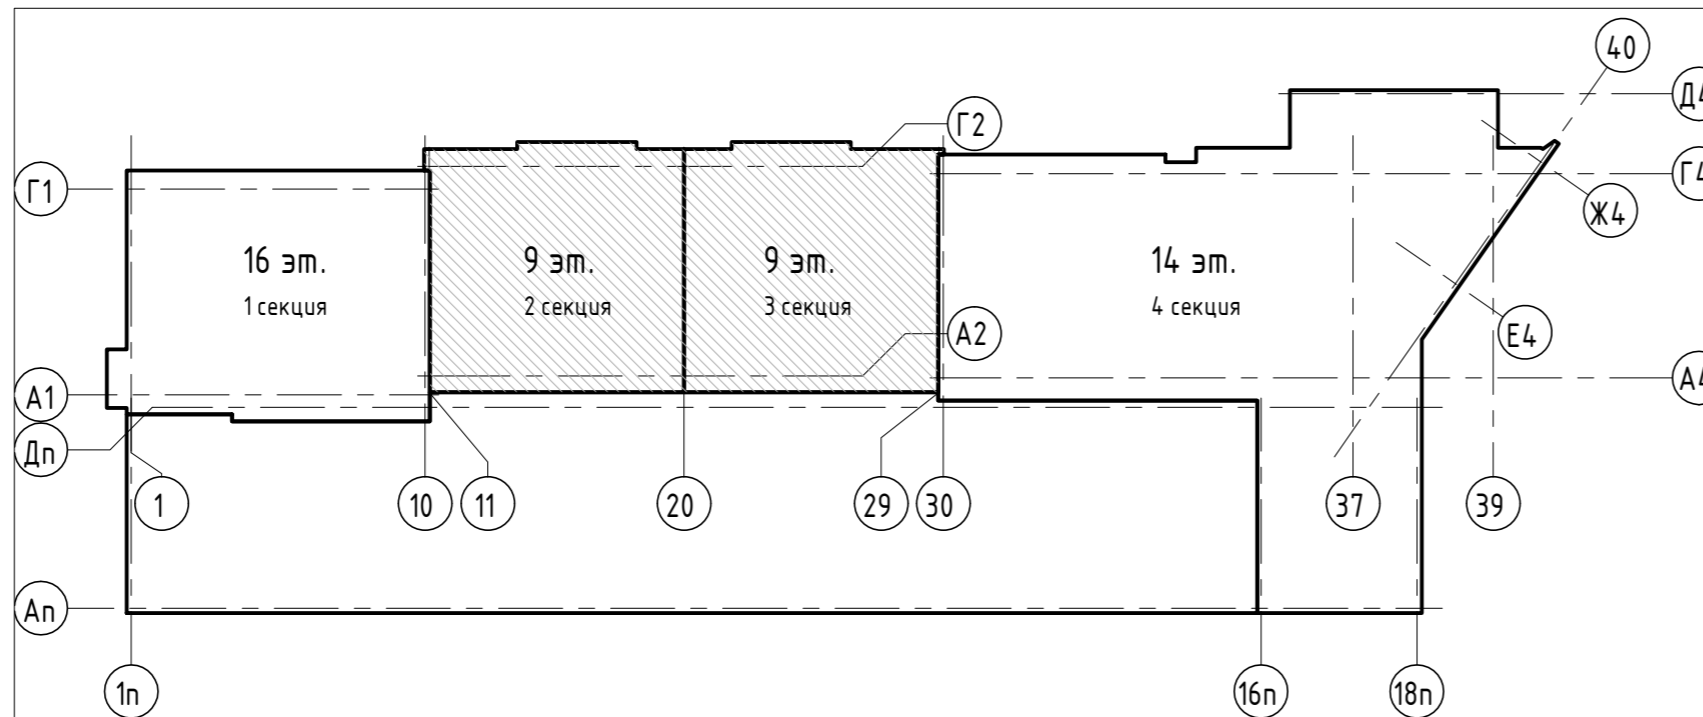 40
Д4
Г2
Г1
Г4
Ж4
16 эт.
1 секция
9 эт.
2 секция
9 эт.
3 секция
14 эт.
4 секция
А2
Е4
А1
А4
Дп
1
10
11
20
29
30
37
39
Ап
1п
16п
18п